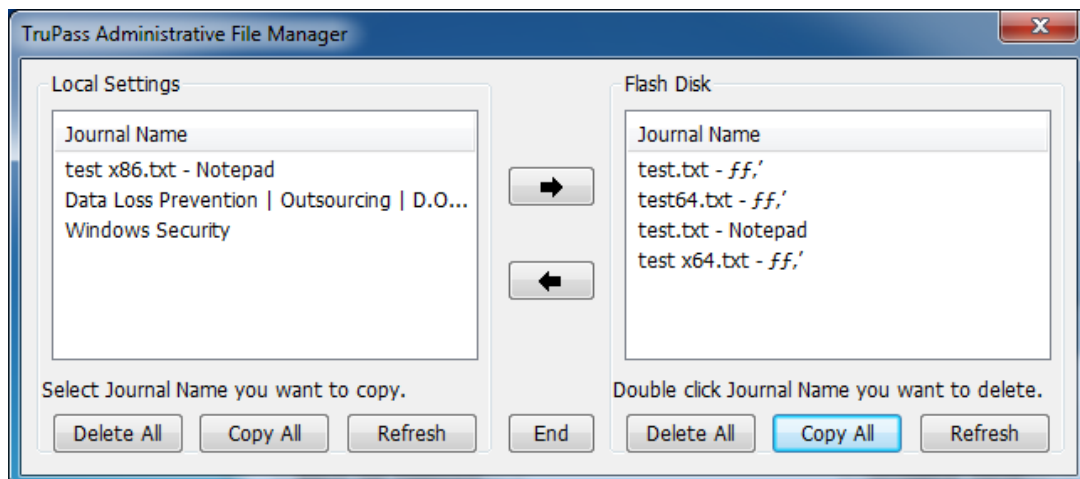 TruPass Administrative File Manager
Local Settings
Journal Name
test x86.txt - Notepad
Data Loss Prevention | Outsourcing | D.O...
Windows Security
Select Journal Name you want to copy.
Delete All Copy All Refresh
End
Flash Disk
Journal Name
test.txt - ƒƒ‚’
test64.txt - ƒƒ‚’
test.txt - Notepad
test x64.txt - ƒƒ‚’
Double click Journal Name you want to delete.
Delete All Copy All Refresh